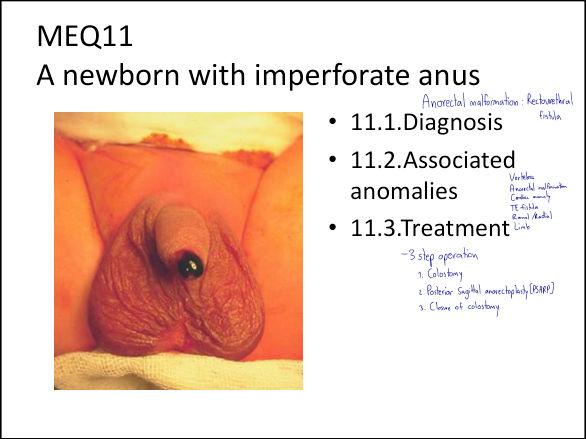 MEQ11
A newborn with imperforate anus
Anorectal malformation : Rectourethral
fistula
• 11.1.Diagnosis
• 11.2.Associated
anomalies
Vertebra
Anorectal malformation
Cardiac anomaly
TE-fistula
Renal /Radial
Limb
• 11.3.Treatment
-3 step operation
1. Colostomy
2. Posterior Sagittal anorectoplasty [PSARP]
3. Closure of colostomy